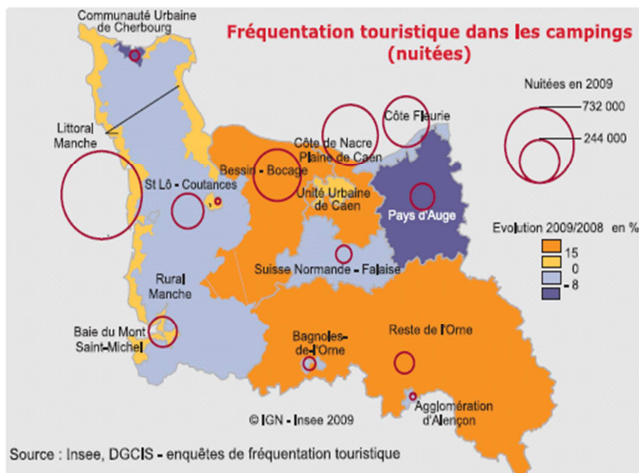 Communauté Urbaine
de Cherbourg
Fréquentation touristique dans les campings
(nuitées)
Nuitées en 2009
732 000
244 000
Côte Fleurie
Littoral
Manche
Côte de Nacre
Plaine de Caen
Bessin - Bocage
St Lô - Coutances
Unité Urbaine
de Caen
Pays d'Auge
Evolution 2009/2008 en %
15
0
- 8
Suisse Normande - Falaise
Rural
Manche
Baie du Mont
Saint-Michel
Bagnoles-
de-l'Orne
Reste de l'Orne
© IGN - Insee 2009
Agglomération
d'Alençon
Source : Insee, DGCIS - enquêtes de fréquentation touristique